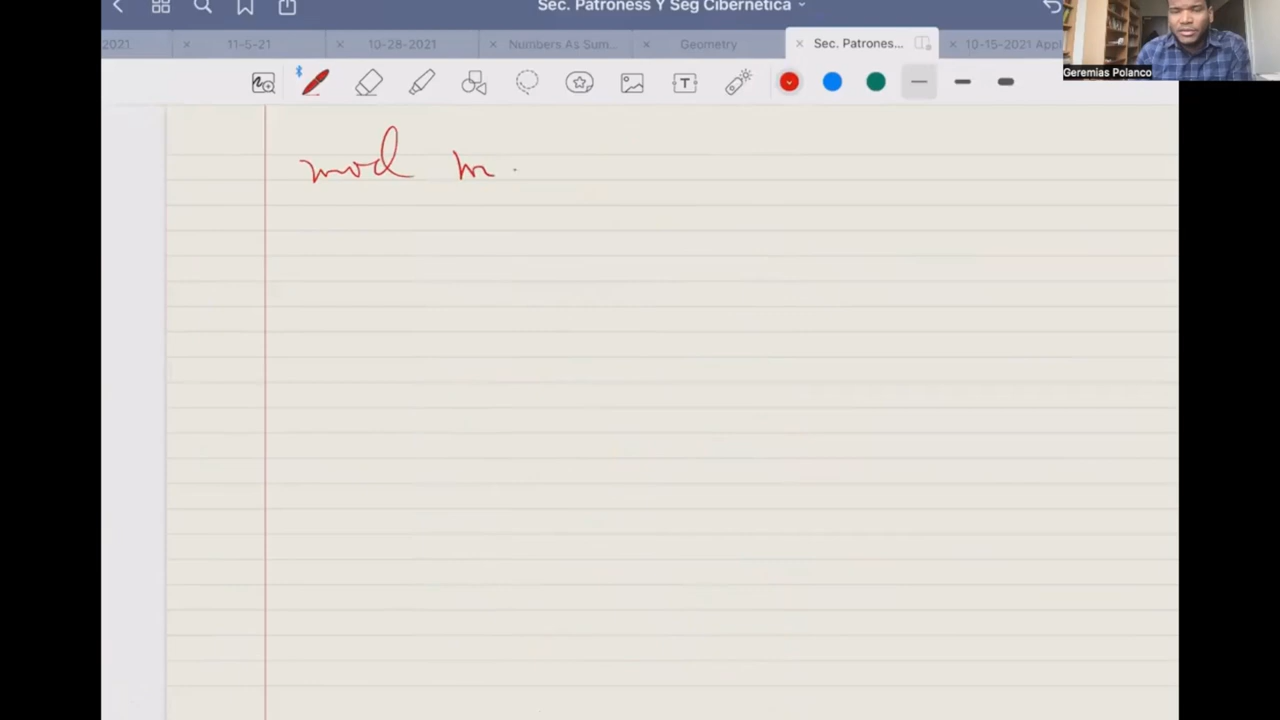 Sec. Patroness Y Seg Cibernetica
2021
11-5-21
10-28-2021
Numbers As Sum...
Geometry
Sec. Patrones...
10-15-2021 Appl
Geremias Polanco
mod m.